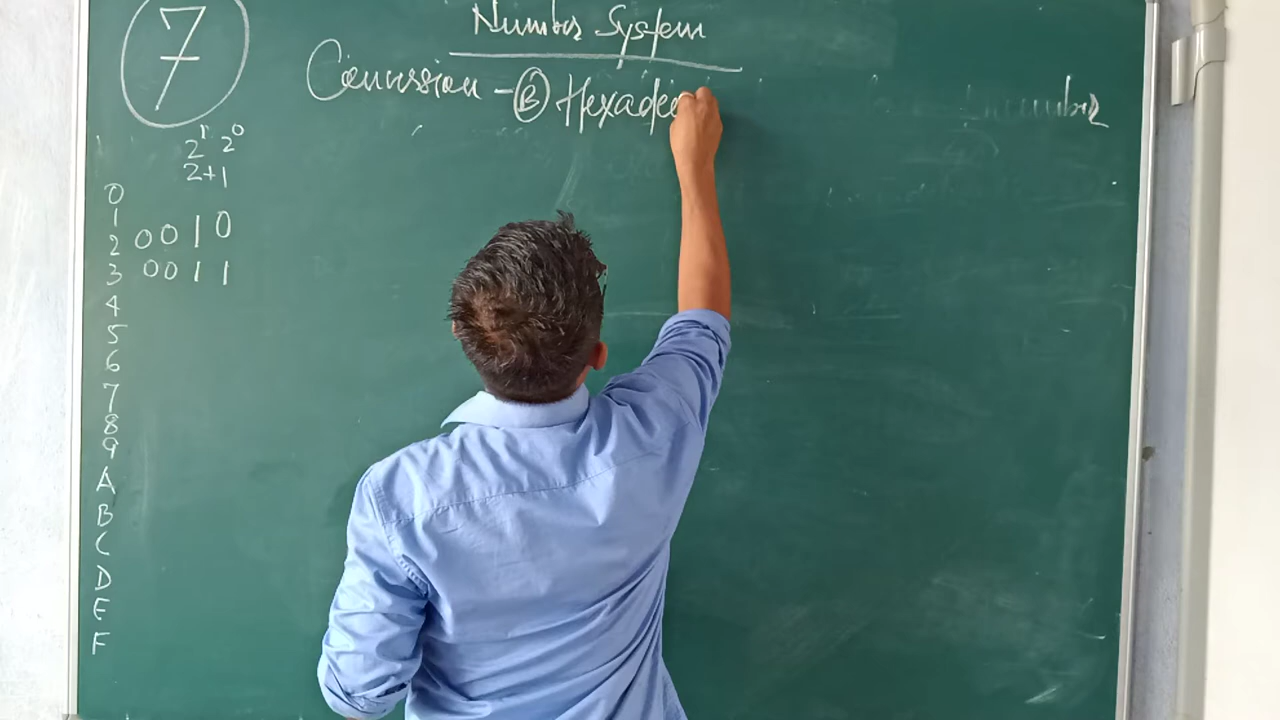 7
Number System
Conversion - (B) Hexadec
2¹ 2⁰
2+1
0
1
2 0 0 1 0
3 0 0 1 1
4
5
6
7
8
9
A
B
C
D
E
F